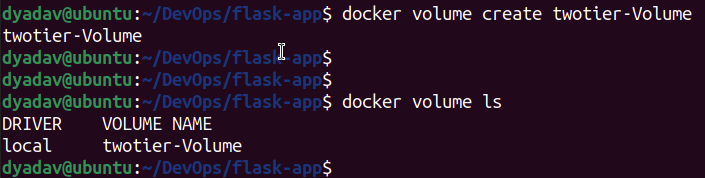 dyadav@ubuntu:~/DevOps/flask-app$ docker volume create twotier-Volume
twotier-Volume
dyadav@ubuntu:~/DevOps/flask-app$
dyadav@ubuntu:~/DevOps/flask-app$
dyadav@ubuntu:~/DevOps/flask-app$ docker volume ls
DRIVER    VOLUME NAME
local     twotier-Volume
dyadav@ubuntu:~/DevOps/flask-app$